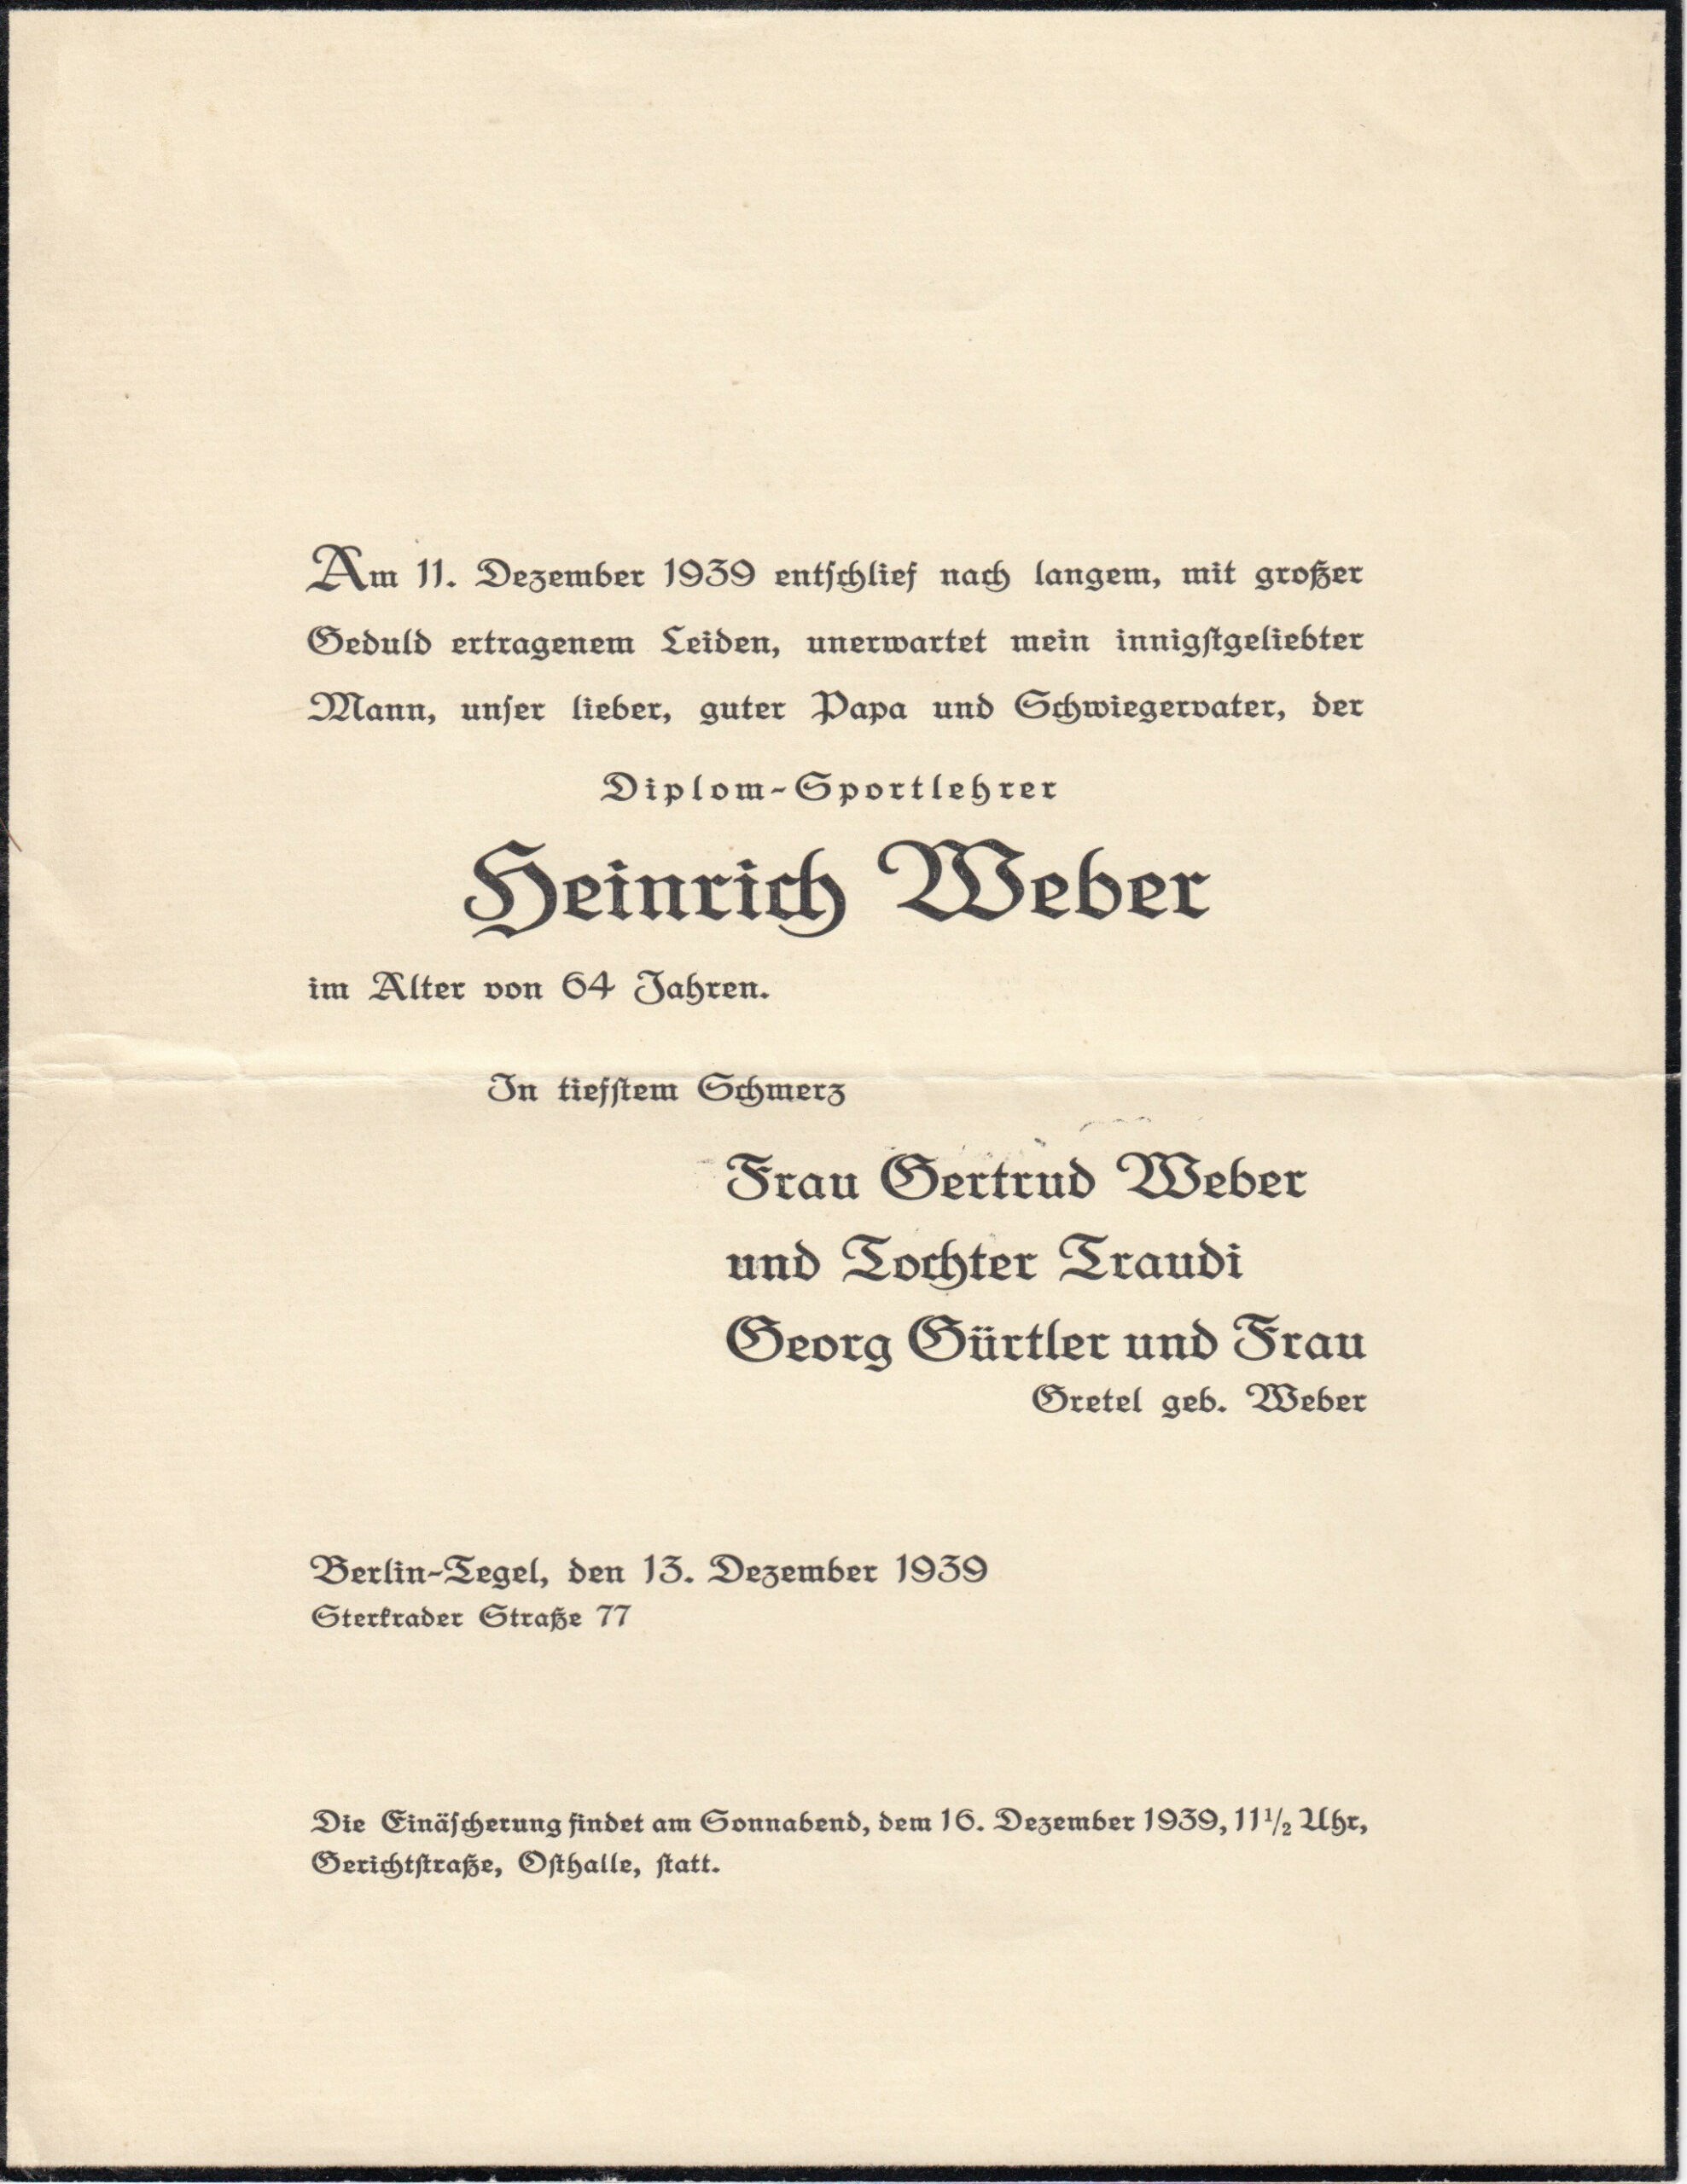 Am 11. Dezember 1939 entschlief nach langem, mit großer
Geduld ertragenem Leiden, unerwartet mein innigstgeliebter
Mann, unser lieber, guter Papa und Schwiegervater, der
Diplom-Sportlehrer
Heinrich Weber
im Alter von 64 Jahren.
In tiefstem Schmerz
Frau Gertrud Weber
und Tochter Traudi
Georg Gürtler und Frau
Gretel geb. Weber
Berlin-Tegel, den 13. Dezember 1939
Sterkrader Straße 77
Die Einäscherung findet am Sonnabend, dem 16. Dezember 1939, 11 1/2 Uhr,
Gerichtstraße, Osthalle, statt.